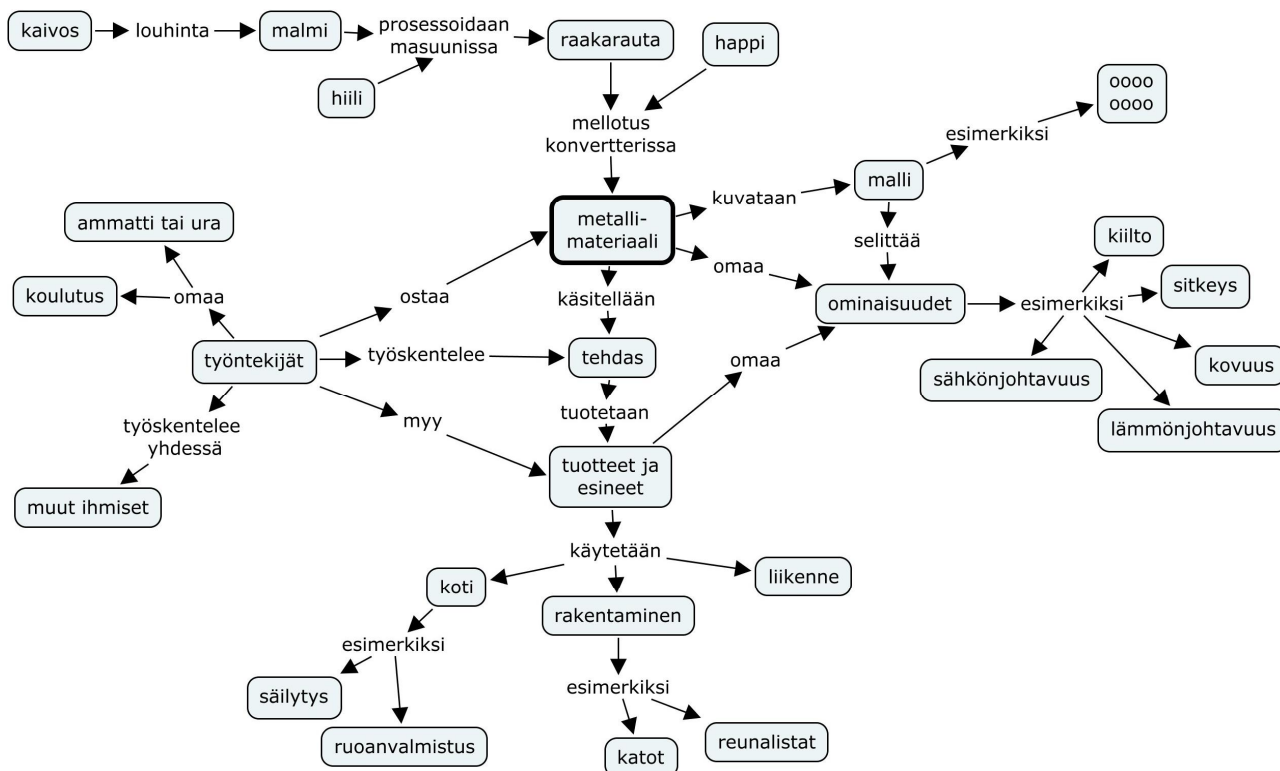 kaivos
louhinta
malmi
prosessoidaan
masuunissa
raakarauta
happi
hiili
mellotus
konvertterissa
oooo
oooo
esimerkiksi
malli
kuvataan
selittää
metalli-
materiaali
omaa
ominaisuudet
esimerkiksi
kiilto
sitkeys
kovuus
lämmönjohtavuus
sähkönjohtavuus
ammatti tai ura
koulutus
omaa
ostaa
käsitellään
työntekijät
työskentelee
tehdas
omaa
tuotetaan
myy
työskentelee
yhdessä
muut ihmiset
tuotteet ja
esineet
käytetään
koti
liikenne
rakentaminen
esimerkiksi
säilytys
ruoanvalmistus
esimerkiksi
katot
reunalistat